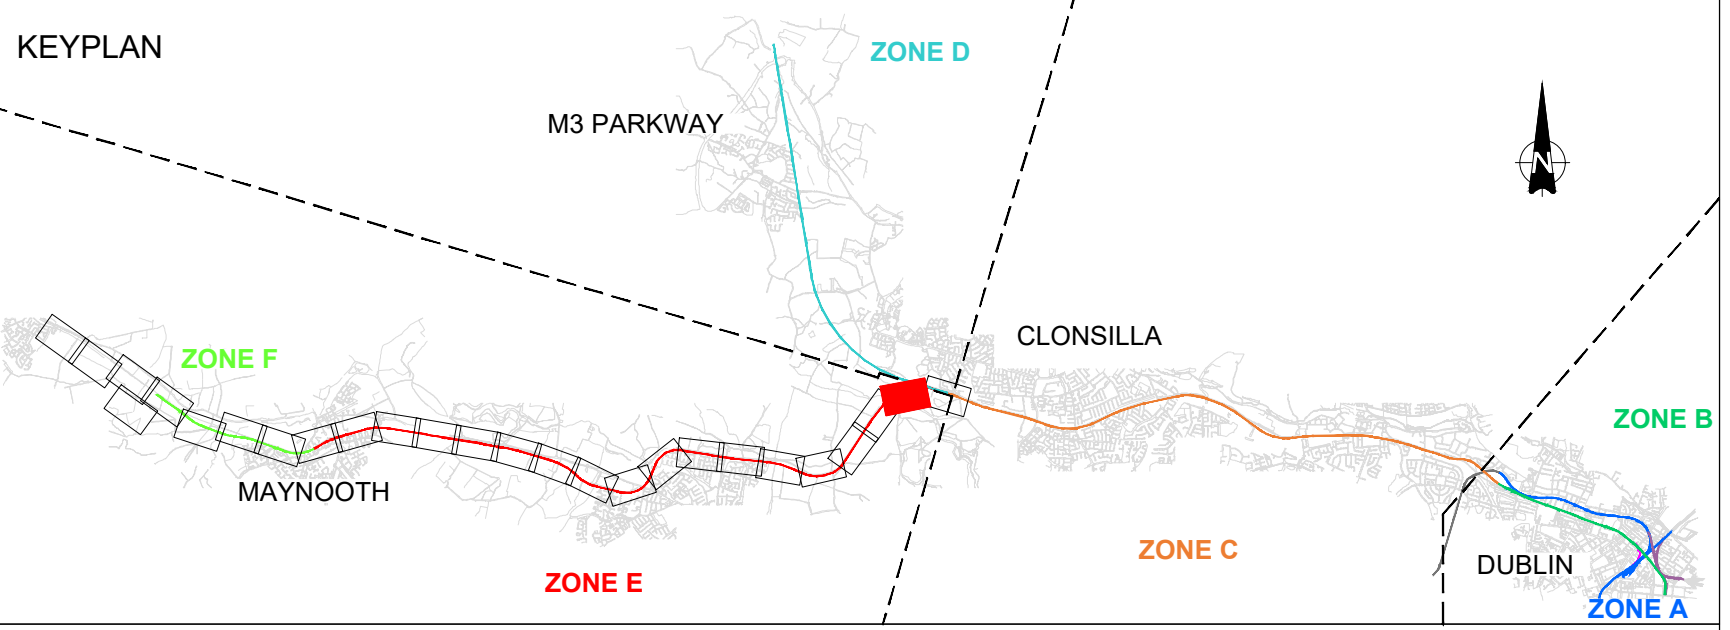 KEYPLAN
ZONE D
M3 PARKWAY
N
CLONSILLA
ZONE F
ZONE B
MAYNOOTH
ZONE C
DUBLIN
ZONE E
ZONE A